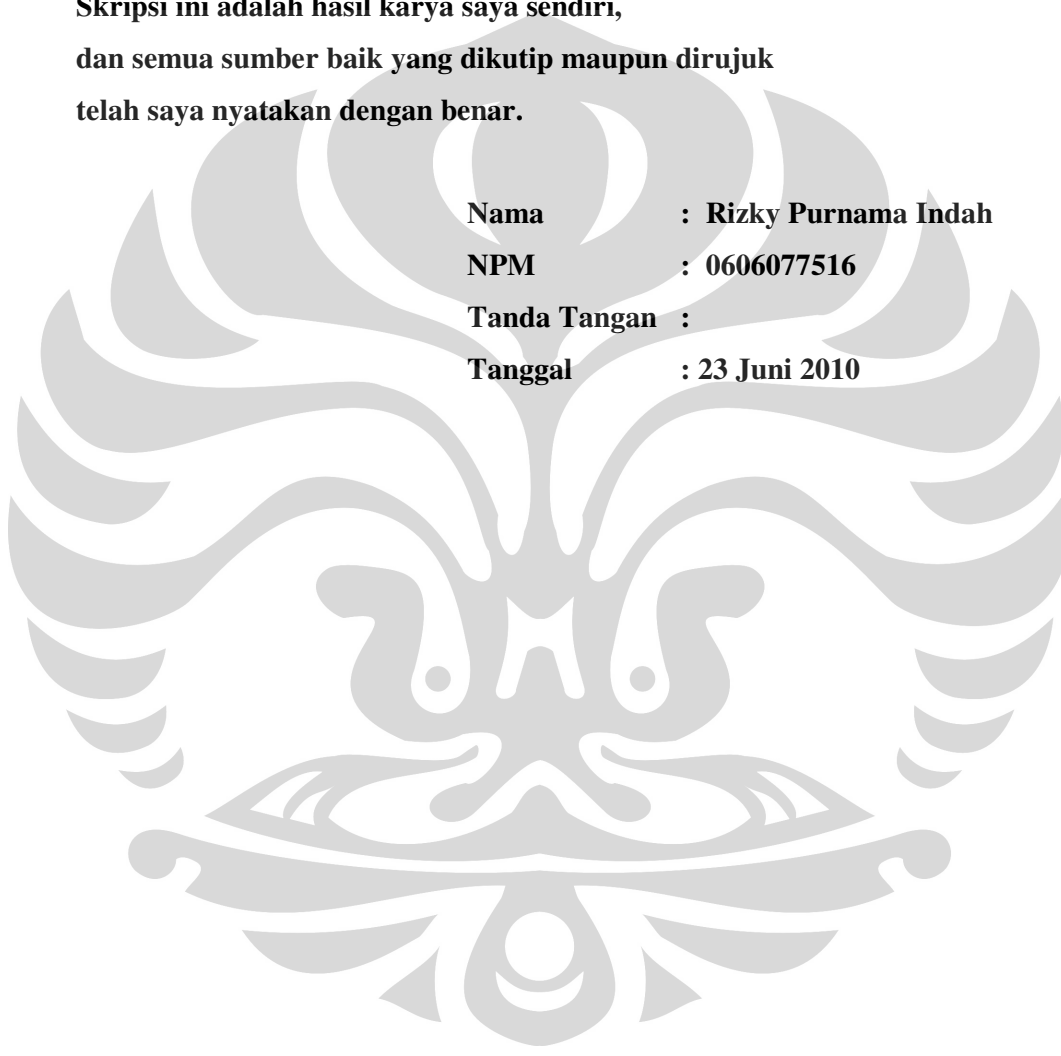 Skripsi ini adalah hasil karya saya sendiri,
dan semua sumber baik yang dikutip maupun dirujuk
telah saya nyatakan dengan benar.
Nama : Rizky Purnama Indah
NPM : 0606077516
Tanda Tangan :
Tanggal : 23 Juni 2010